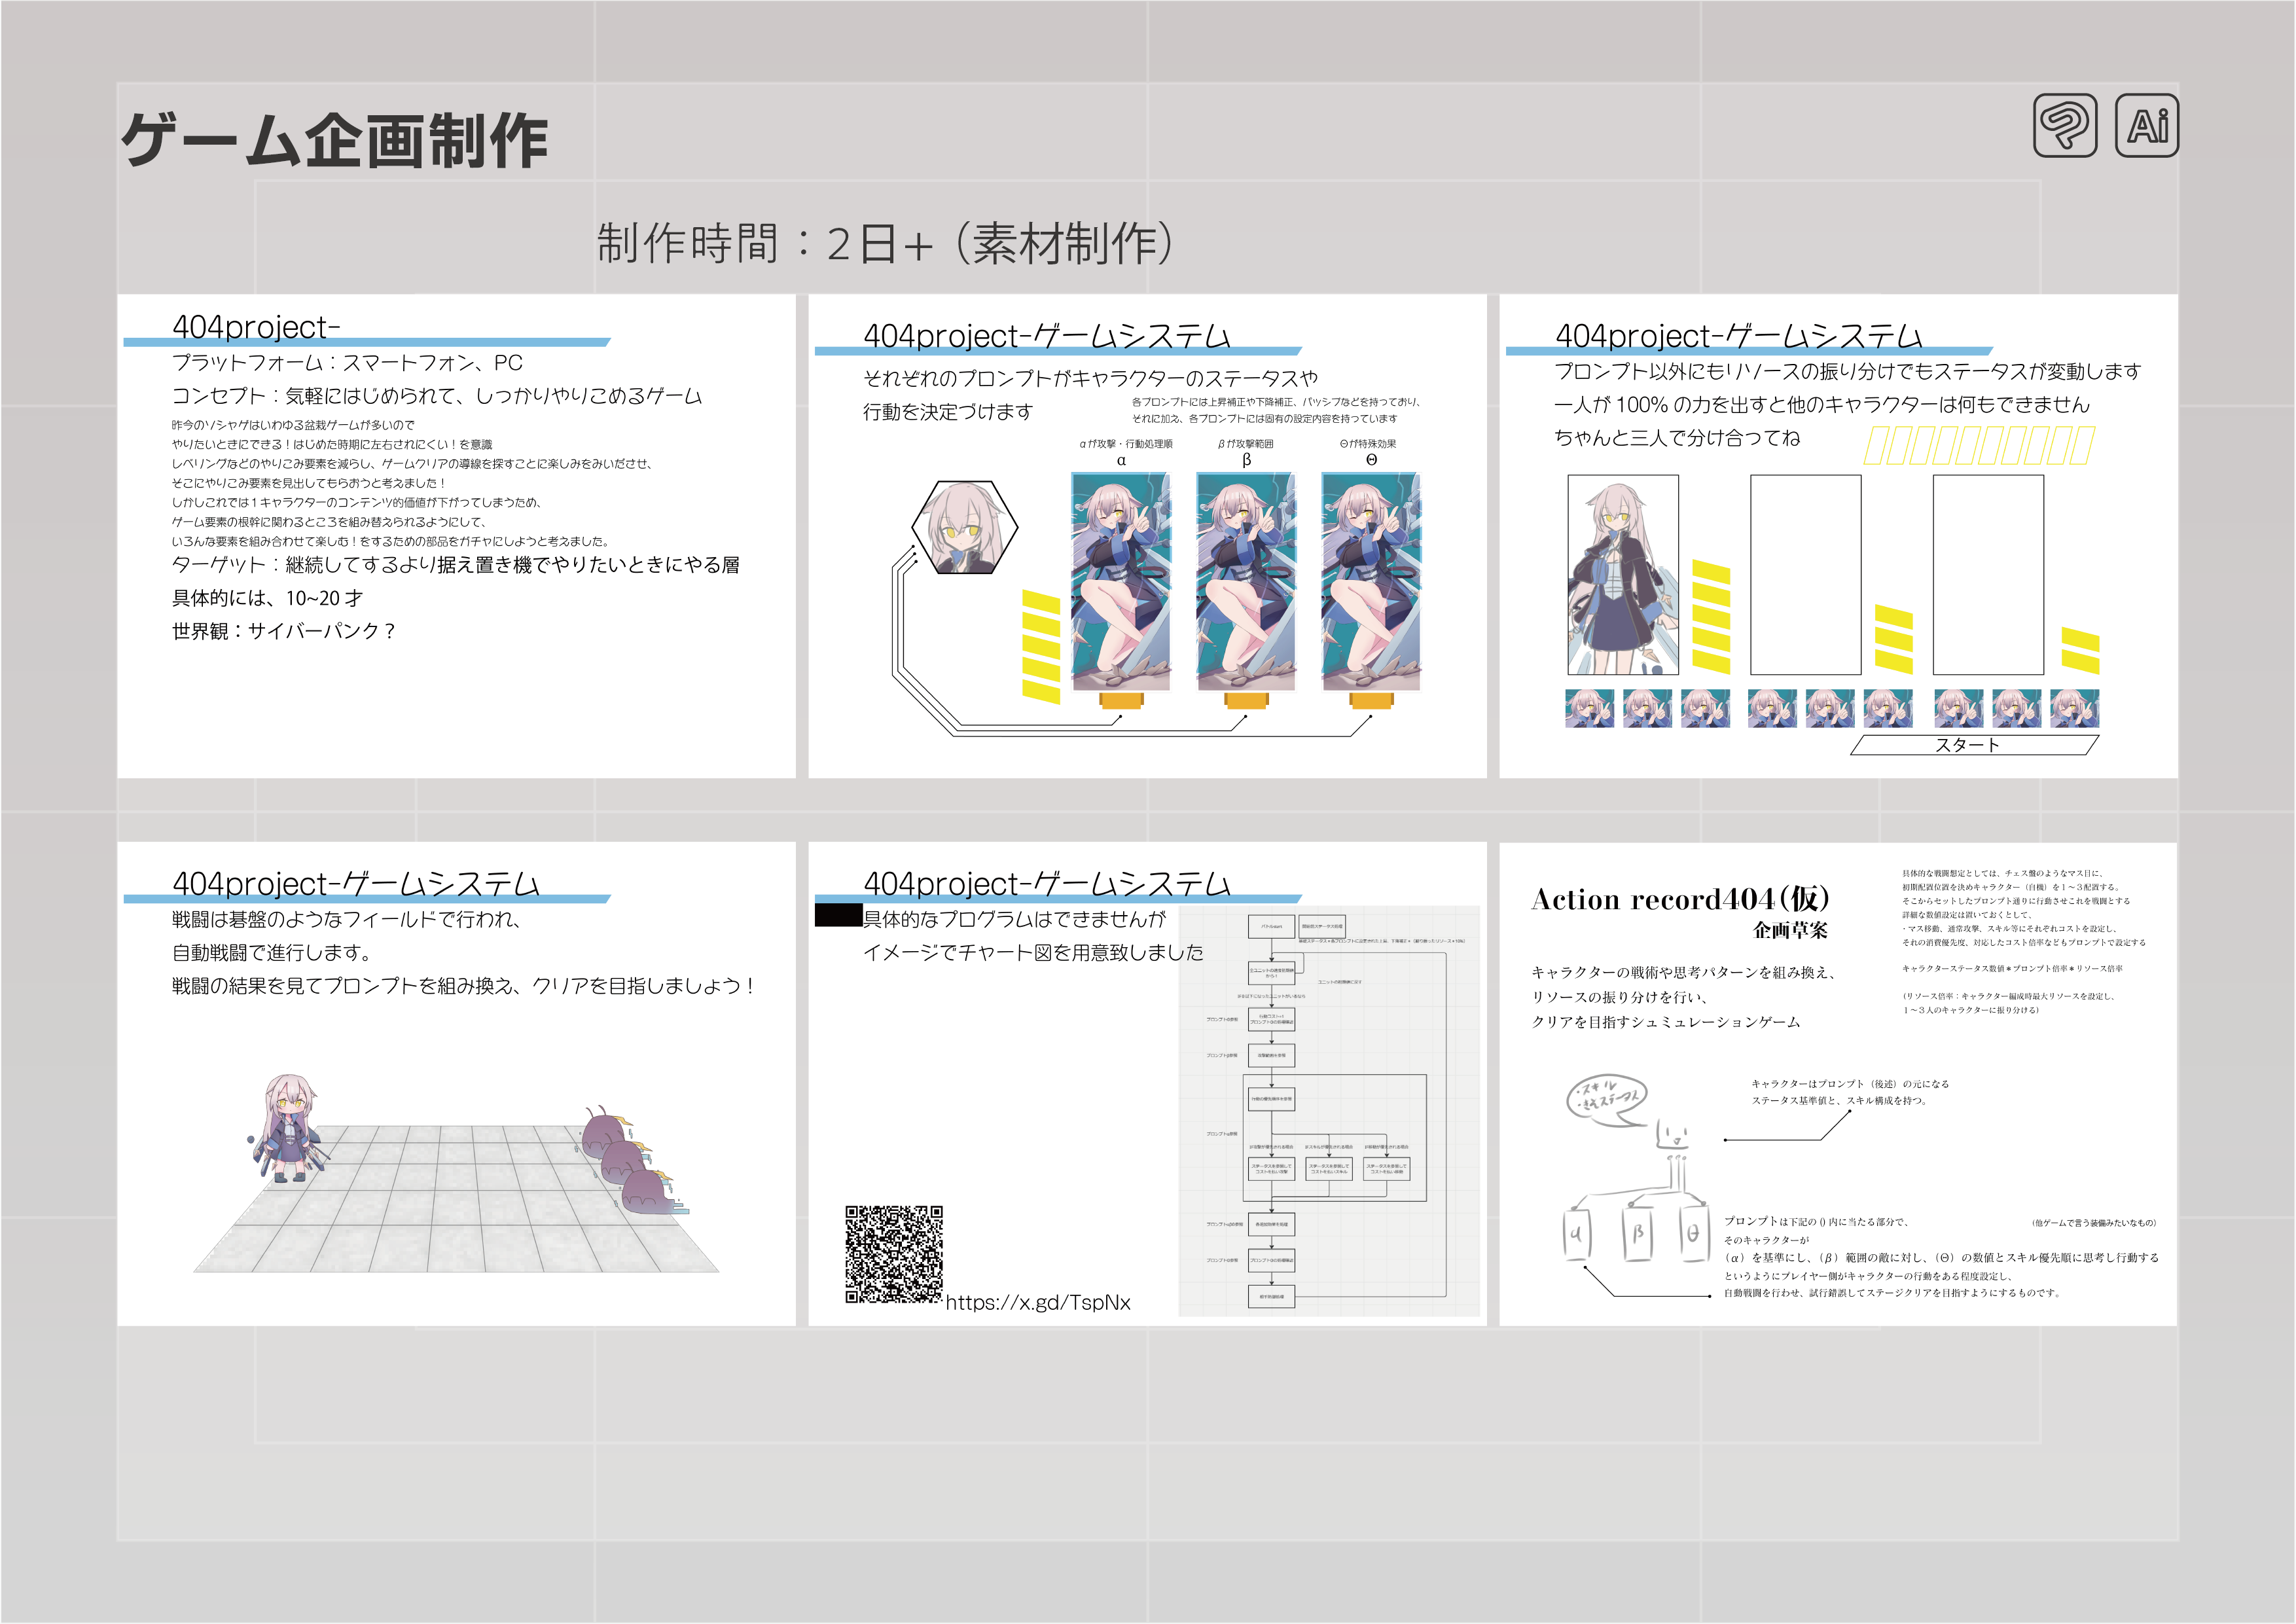 ゲーム企画制作
Ai
制作時間：2日+（素材制作）
404project-
プラットフォーム：スマートフォン、PC
コンセプト：気軽にはじめられて、しっかりやりこめるゲーム
昨今のソシャゲはいわゆる盆栽ゲームが多いので
やりたいときにできる！はじめた時期に左右されにくい！を意識
レベリングなどのやりこみ要素を減らし、ゲームクリアの導線を探すことに楽しみをみいださせ、
そこにやりこみ要素を見出してもらおうと考えました！
しかしこれでは１キャラクターのコンテンツ的価値が下がってしまうため、
ゲーム要素の根幹に関わるところを組み替えられるようにして、
いろんな要素を組み合わせて楽しむ！をするための部品をガチャにしようと考えました。
ターゲット：継続してするより据え置き機でやりたいときにやる層
具体的には、10~20 才
世界観：サイバーパンク？
404project-ゲームシステム
それぞれのプロンプトがキャラクターのステータスや
行動を決定づけます
各プロンプトには上昇補正や下降補正、パッシブなどを持っており、
それに加え、各プロンプトには固有の設定内容を持っています
αが攻撃・行動処理順
βが攻撃範囲
Θが特殊効果
α
β
Θ
404project-ゲームシステム
プロンプト以外にもリソースの振り分けでもステータスが変動します
一人が 100% の力を出すと他のキャラクターは何もできません
ちゃんと三人で分け合ってね
スタート
404project-ゲームシステム
戦闘は碁盤のようなフィールドで行われ、
自動戦闘で進行します。
戦闘の結果を見てプロンプトを組み換え、クリアを目指しましょう！
404project-ゲームシステム
具体的なプログラムはできませんが
イメージでチャート図を用意致しました
https://x.gd/TspNx
Action record404(仮)
企画草案
キャラクターの戦術や思考パターンを組み換え、
リソースの振り分けを行い、
クリアを目指すシュミュレーションゲーム
具体的な戦闘想定としては、チェス盤のようなマス目に、
初期配置位置を決めキャラクター（自機）を１～３配置する。
そこからセットしたプロンプト通りに行動させこれを戦闘とする
詳細な数値設定は置いておくとして、
・マス移動、通常攻撃、スキル等にそれぞれコストを設定し、
それの消費優先度、対応したコスト倍率などもプロンプトで設定する
キャラクターステータス数値＊プロンプト倍率＊リソース倍率
（リソース倍率：キャラクター編成時最大リソースを設定し、
１～３人のキャラクターに振り分ける）
・スキル
ステータス
キャラクターはプロンプト（後述）の元になる
ステータス基準値と、スキル構成を持つ。
α
β
Θ
プロンプトは下記の () 内に当たる部分で、
（他ゲームで言う装備みたいなもの）
そのキャラクターが
（α）を基準にし、（β）範囲の敵に対し、（Θ）の数値とスキル優先順に思考し行動する
というようにプレイヤー側がキャラクターの行動をある程度設定し、
自動戦闘を行わせ、試行錯誤してステージクリアを目指すようにするものです。